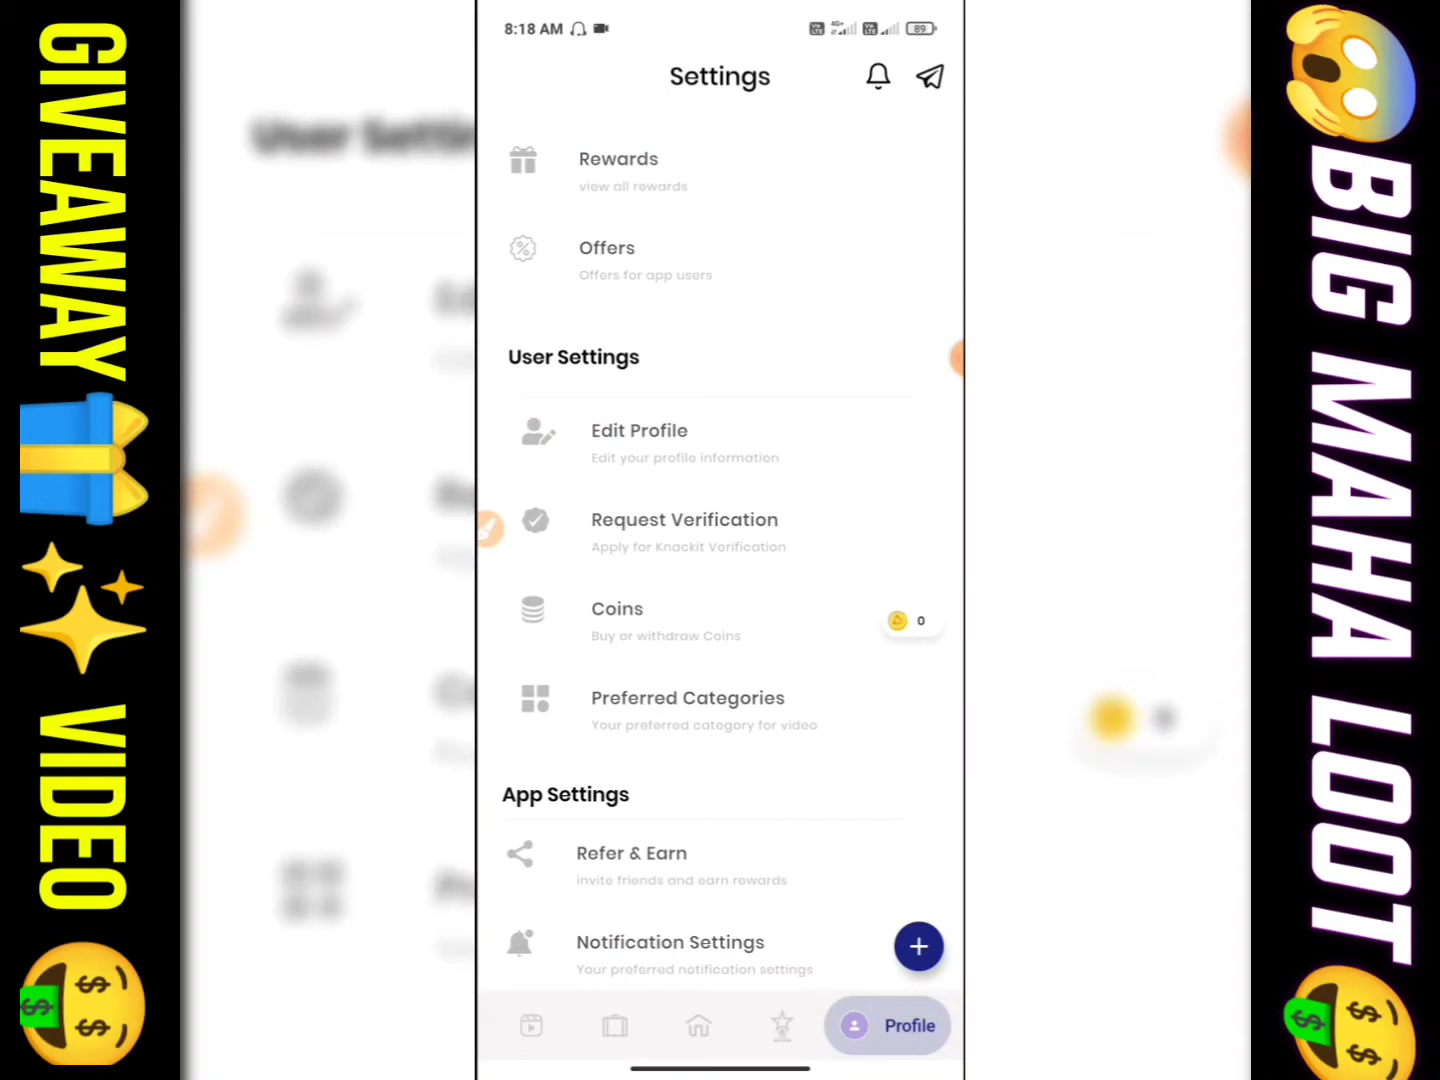 GIVEAWAY
VIDEO
8:18 AM
4G+
89
Settings
Rewards
view all rewards
Offers
Offers for app users
User Settings
Edit Profile
Edit your profile information
Request Verification
Apply for Knackit Verification
Coins
Buy or withdraw Coins
0
Preferred Categories
Your preferred category for video
App Settings
Refer & Earn
invite friends and earn rewards
Notification Settings
Your preferred notification settings
Profile
BIG MAHA LOOT